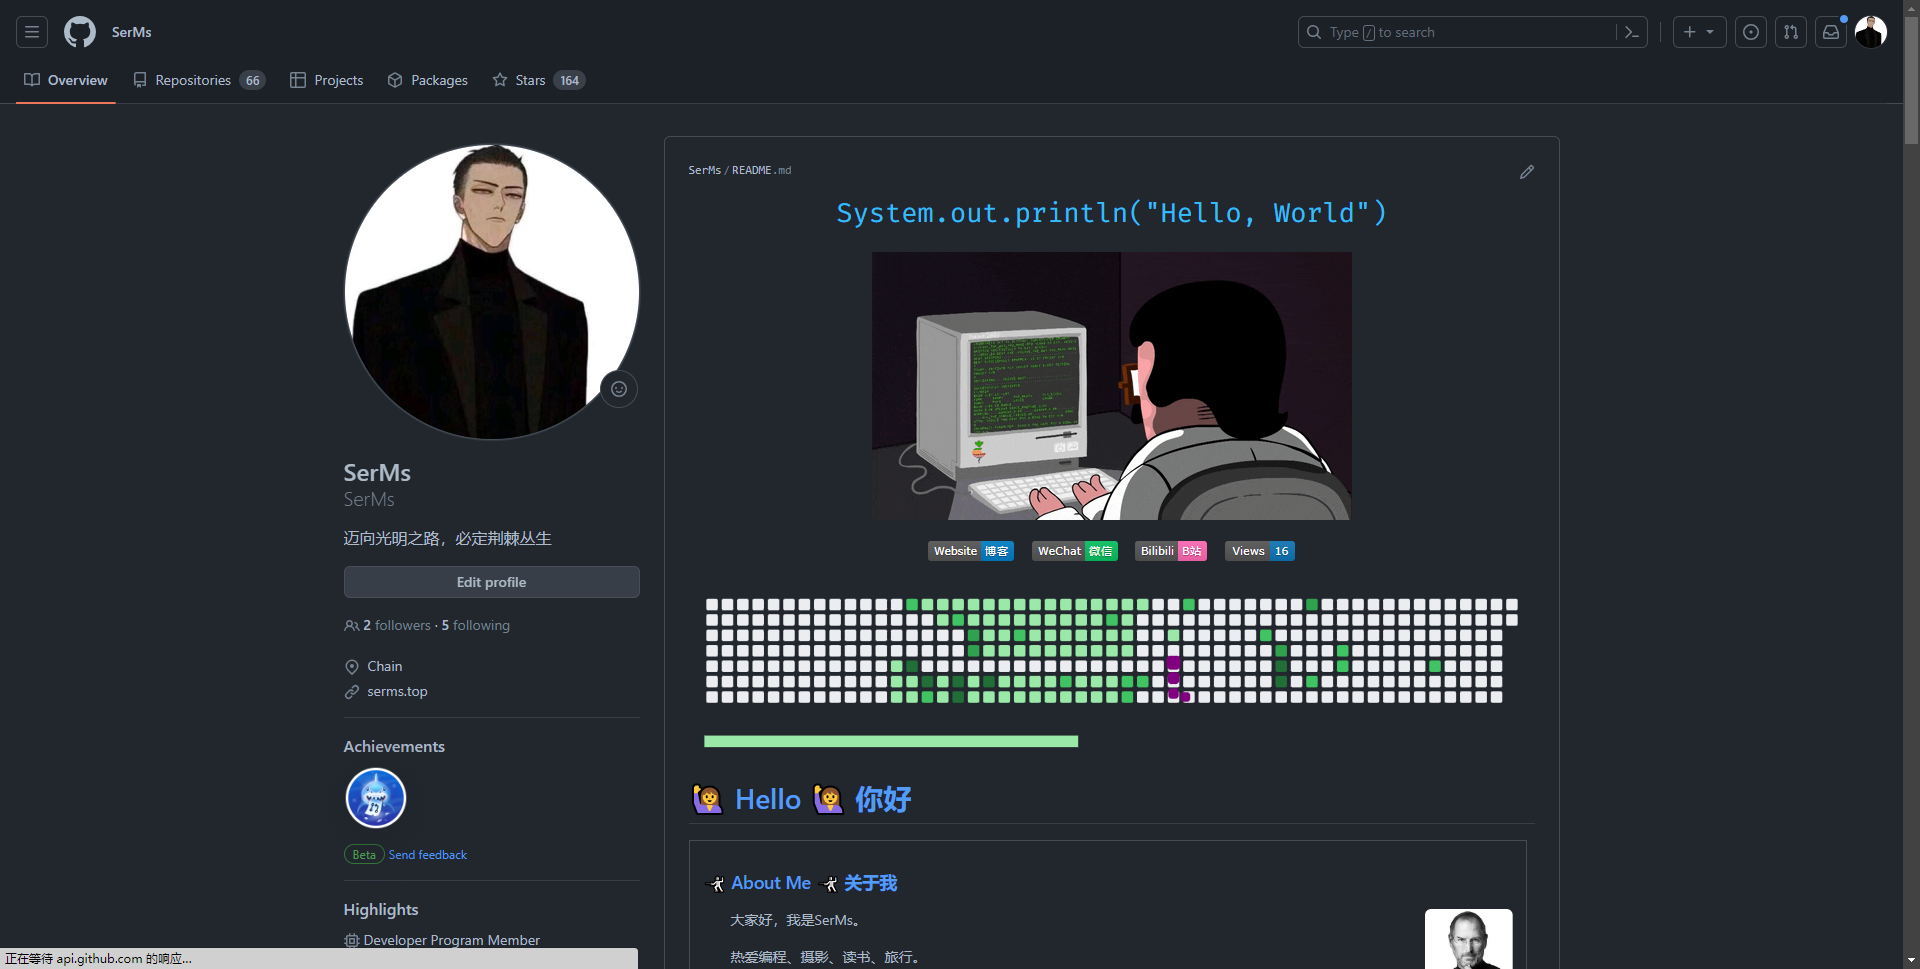 SerMs
Type / to search
Overview
Repositories 66
Projects
Packages
Stars 164
SerMs/README.md
System.out.println("Hello, World")
Website 博客
WeChat 微信
Bilibili B站
Views 16
SerMs
SerMs
迈向光明之路，必定荆棘丛生
Edit profile
2 followers · 5 following
Chain
serms.top
Achievements
Beta Send feedback
Highlights
Developer Program Member
Hello 你好
About Me 关于我
大家好，我是SerMs。
热爱编程、摄影、读书、旅行。
正在等待 api.github.com 的响应...